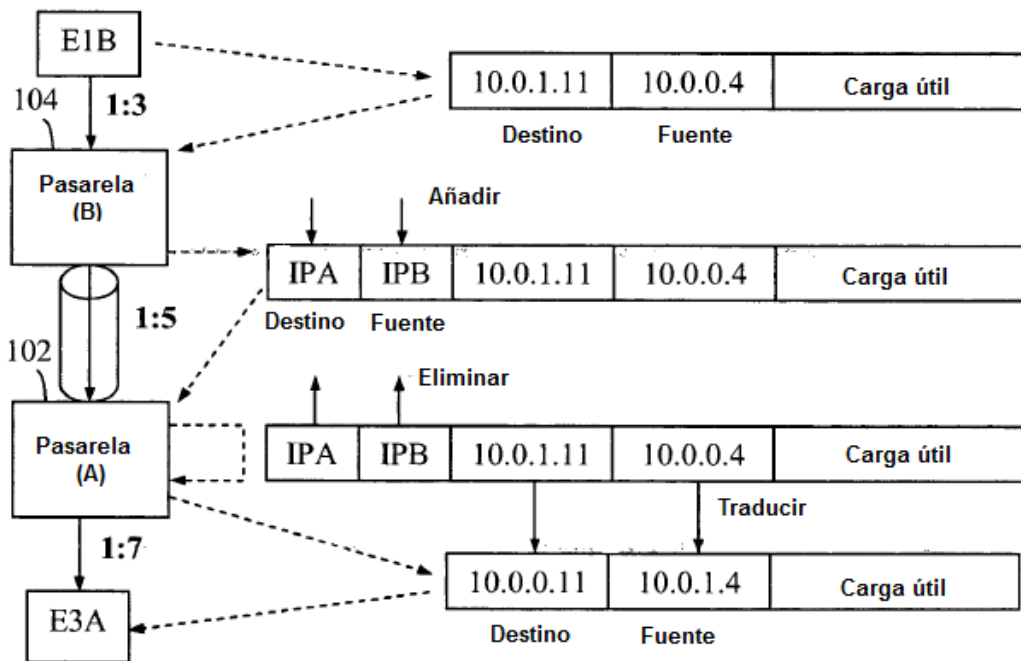 E1B
10.0.1.11 10.0.0.4 Carga útil
104
1:3
Destino Fuente
Pasarela
(B)
Añadir
IPA IPB 10.0.1.11 10.0.0.4 Carga útil
1:5
Destino Fuente
102
Eliminar
Pasarela
(A)
IPA IPB 10.0.1.11 10.0.0.4 Carga útil
Traducir
1:7
10.0.0.11 10.0.1.4 Carga útil
E3A
Destino Fuente